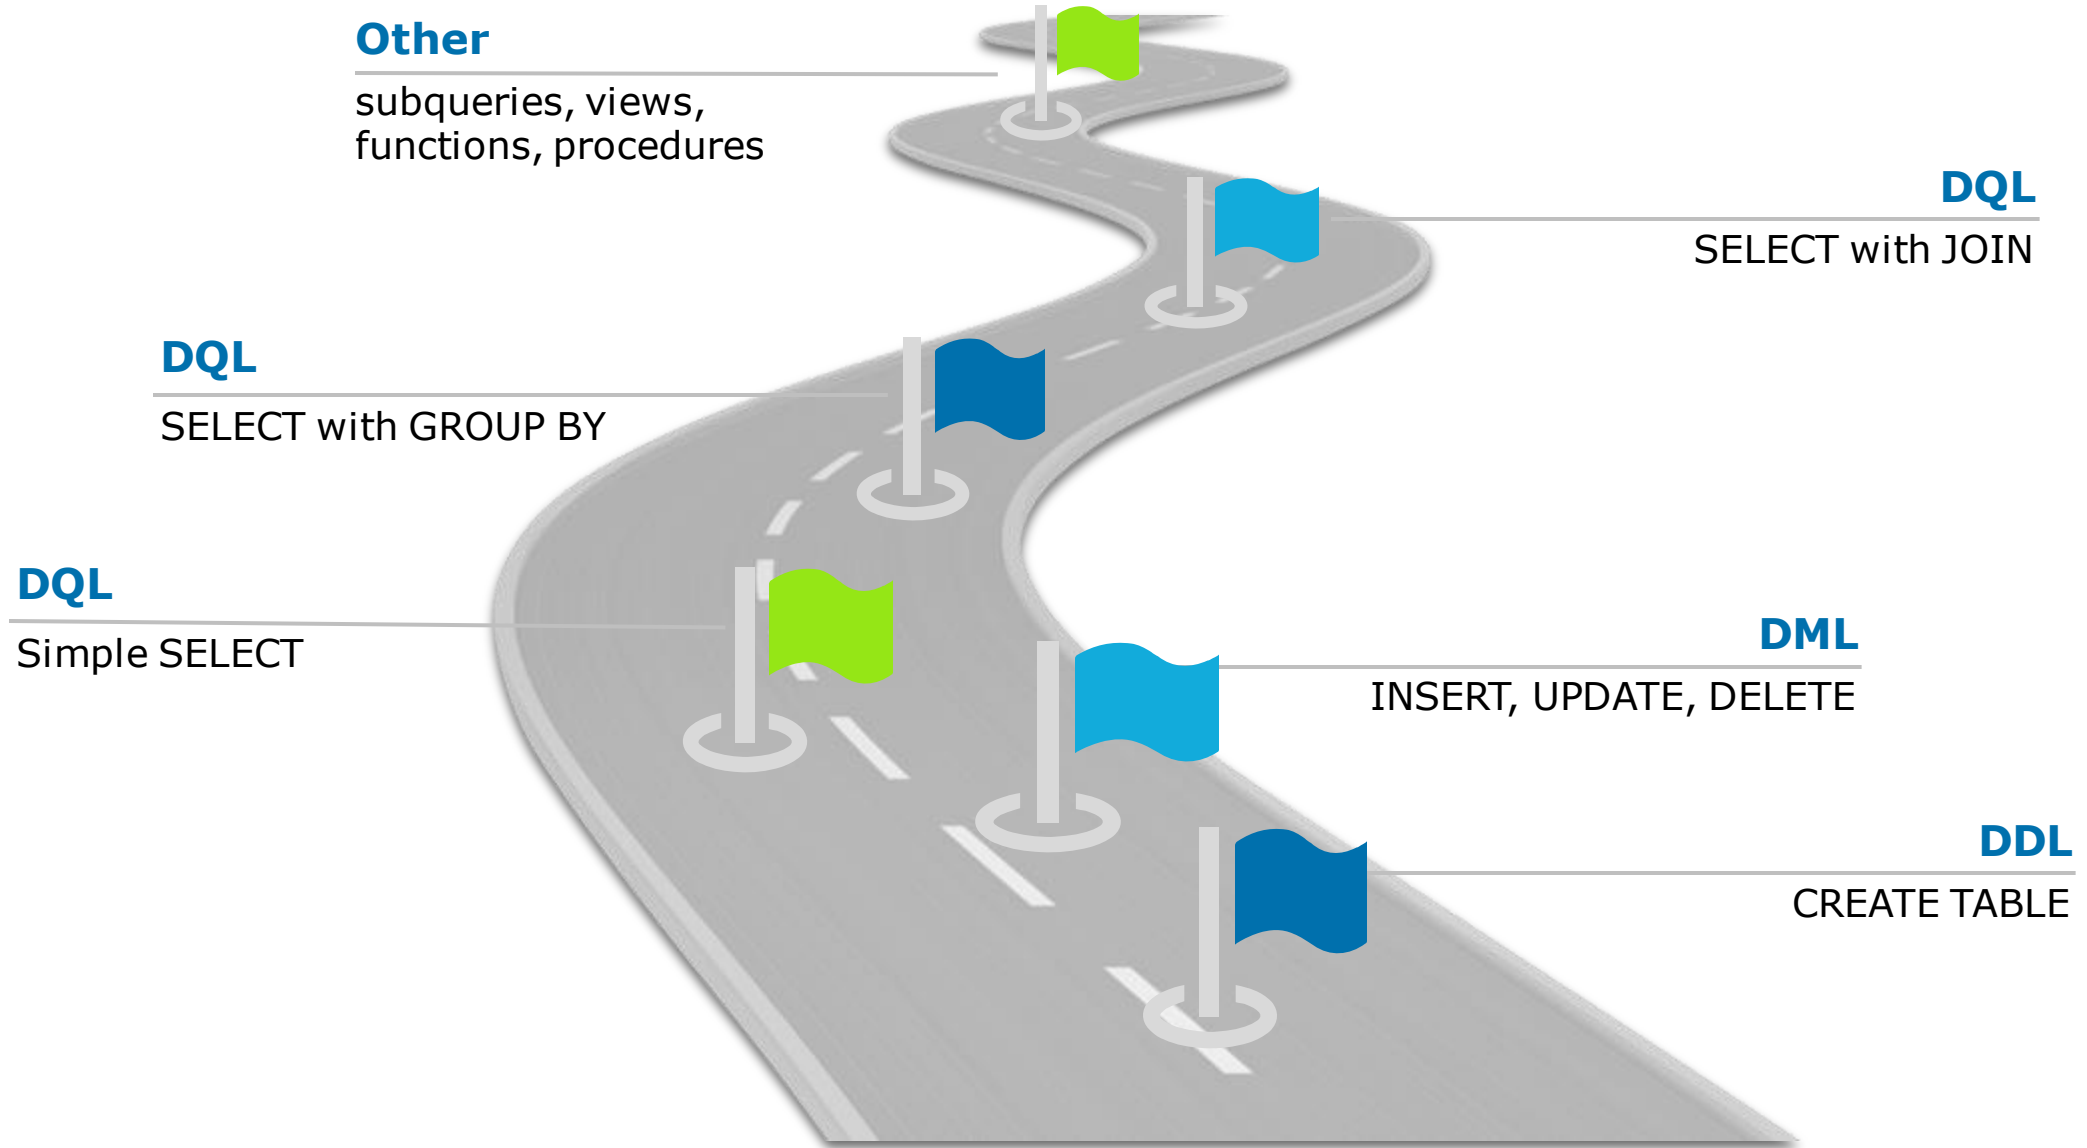 Other
subqueries, views,
functions, procedures
DQL
SELECT with JOIN
DQL
SELECT with GROUP BY
DQL
Simple SELECT
DML
INSERT, UPDATE, DELETE
DDL
CREATE TABLE